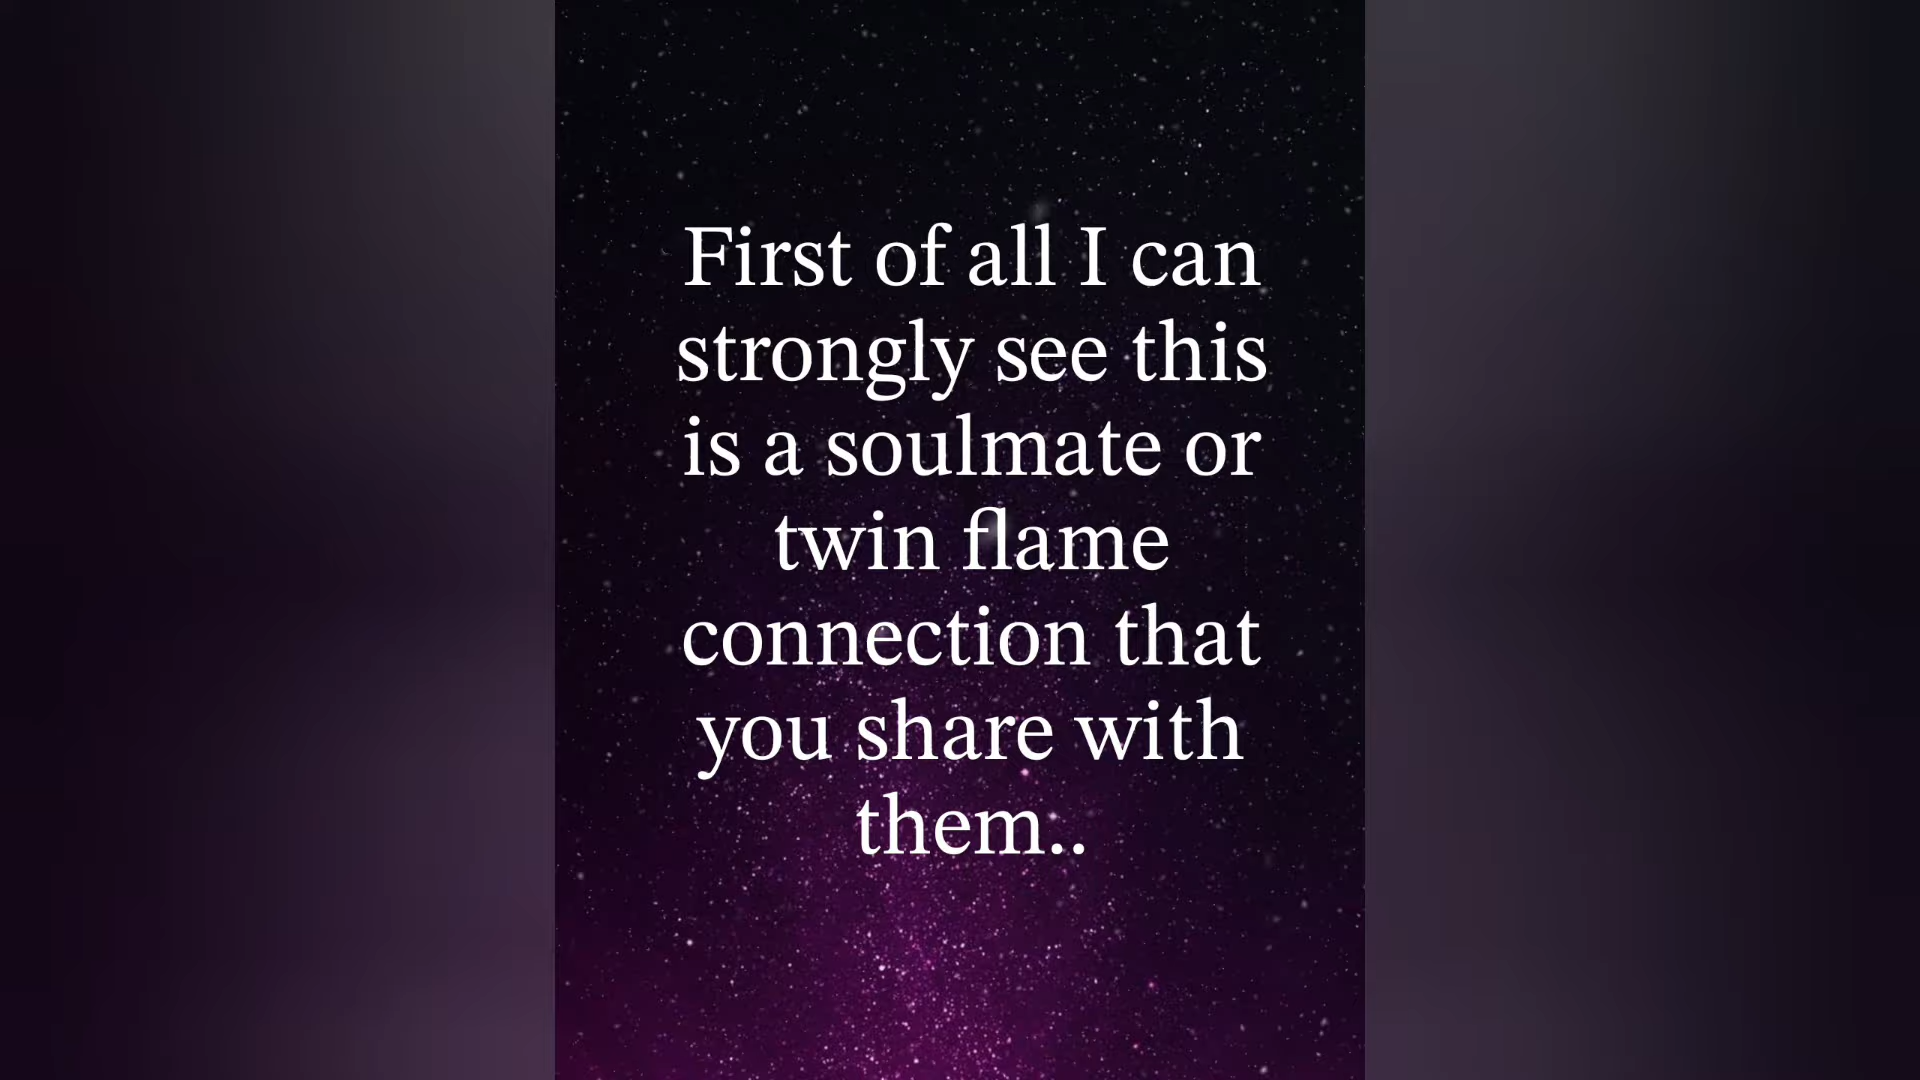 First of all I can
strongly see this
is a soulmate or
twin flame
connection that
you share with
them..